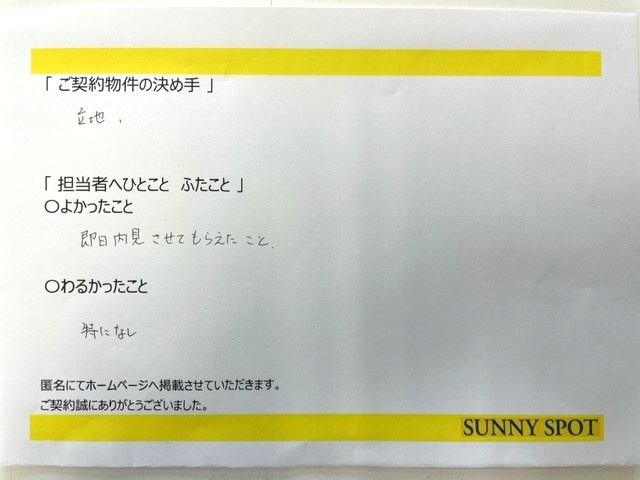 「 ご契約物件の決め手 」
立地、
「 担当者へひとこと ふたこと 」
〇よかったこと
即日内見させてもらえたこと。
〇わるかったこと
特になし
匿名にてホームページへ掲載させていただきます。
ご契約誠にありがとうございました。
SUNNY SPOT